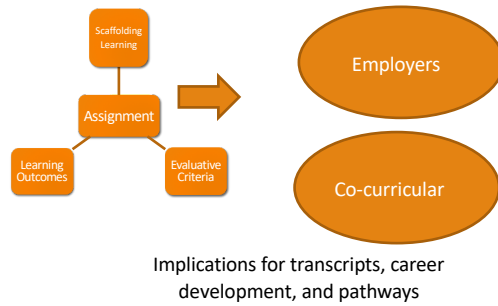 Scaffolding
Learning
Assignment
Learning
Outcomes
Evaluative
Criteria
Employers
Co-curricular
Implications for transcripts, career
development, and pathways